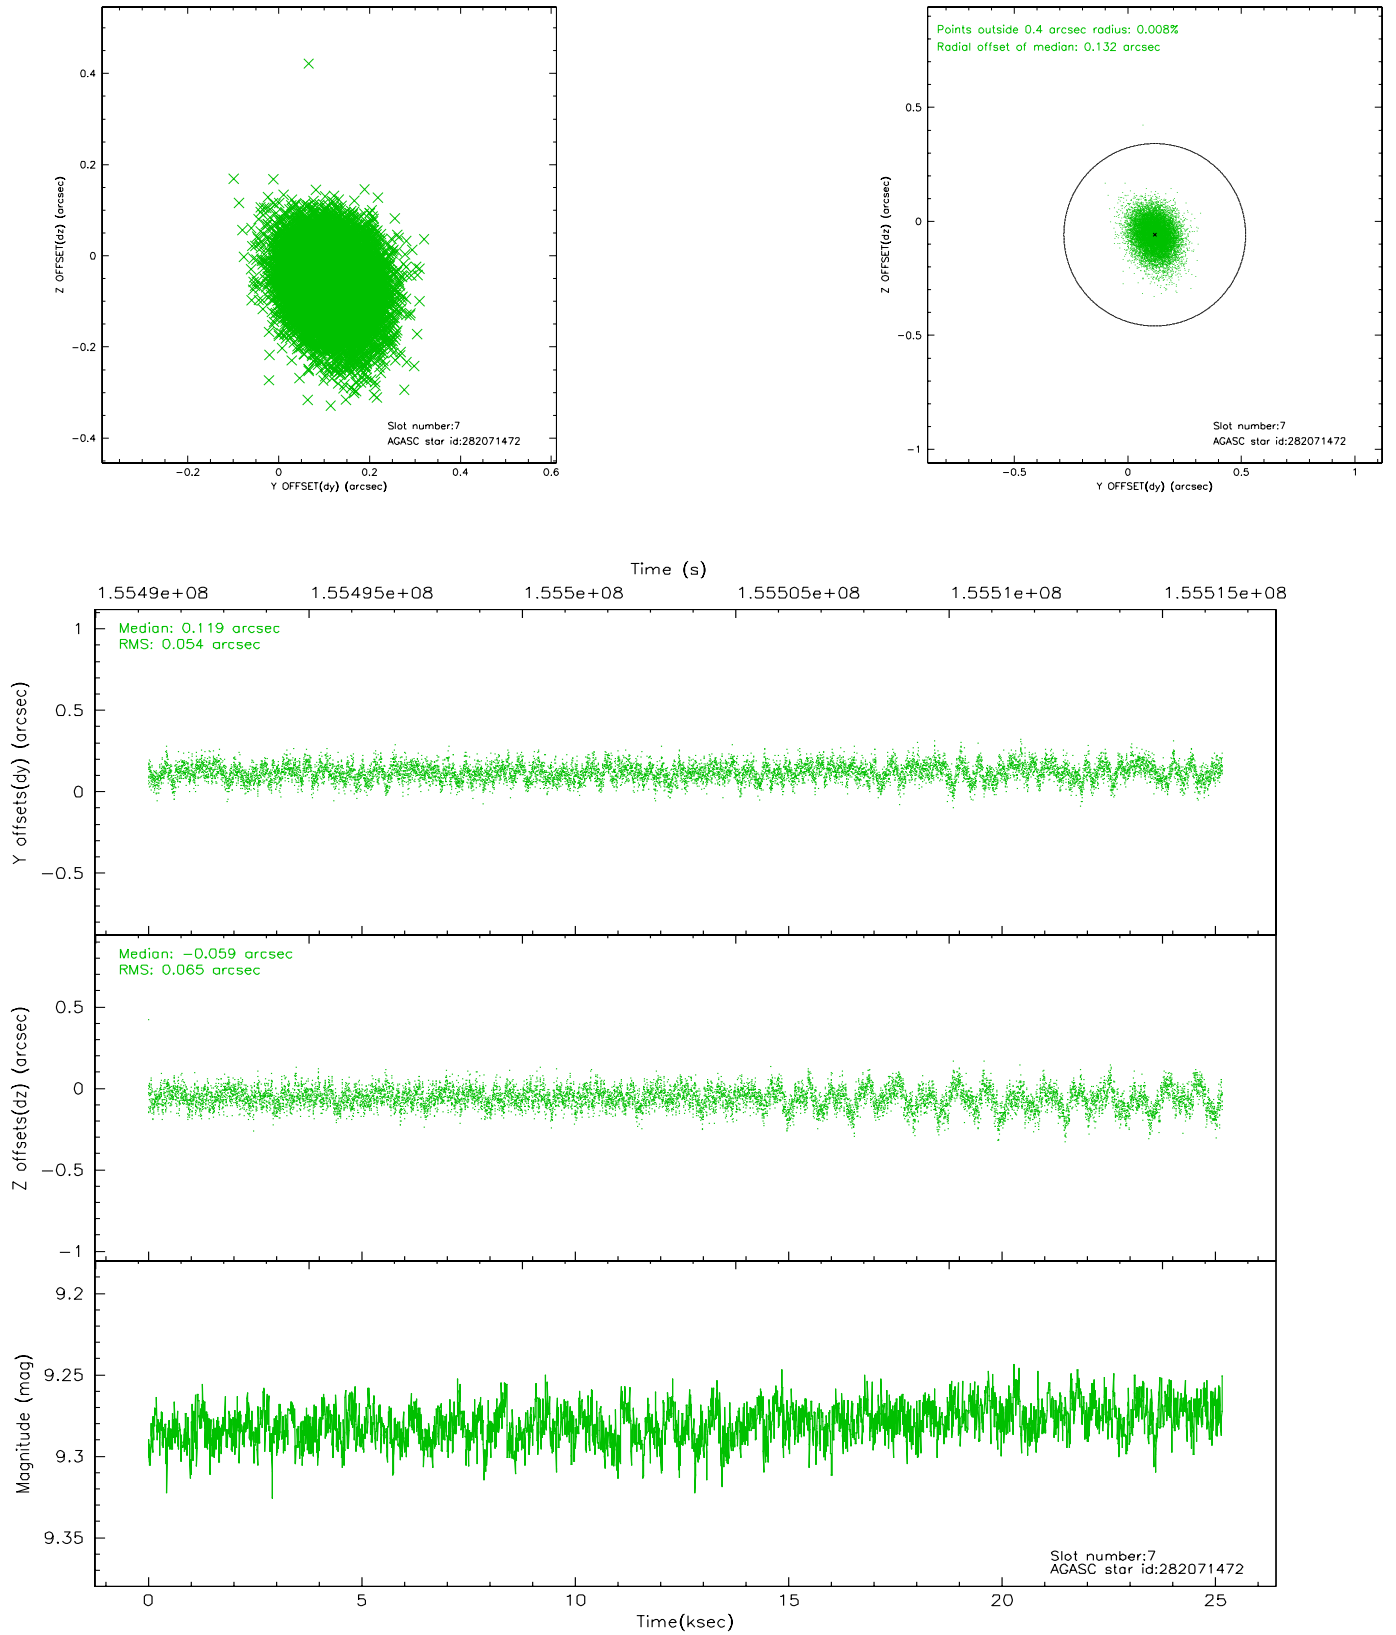 0.4
0.2
0
−0.2
−0.4
Z OFFSET(dz) (arcsec)
Slot number:7
AGASC star id:282071472
−0.2 0 0.2 0.4 0.6
Y OFFSET(dy) (arcsec)
Points outside 0.4 arcsec radius: 0.008%
Radial offset of median: 0.132 arcsec
0.5
0
−0.5
−1
Z OFFSET(dz) (arcsec)
Slot number:7
AGASC star id:282071472
−0.5 0 0.5 1
Y OFFSET(dy) (arcsec)
Time (s)
1.5549e+08 1.55495e+08 1.555e+08 1.55505e+08 1.5551e+08 1.55515e+08
Median: 0.119 arcsec
RMS: 0.054 arcsec
1
0.5
0
−0.5
Y offsets(dy) (arcsec)
Median: −0.059 arcsec
RMS: 0.065 arcsec
0.5
0
−0.5
−1
Z offsets(dz) (arcsec)
9.2
9.25
9.3
9.35
Magnitude (mag)
Slot number:7
AGASC star id:282071472
0 5 10 15 20 25
Time(ksec)